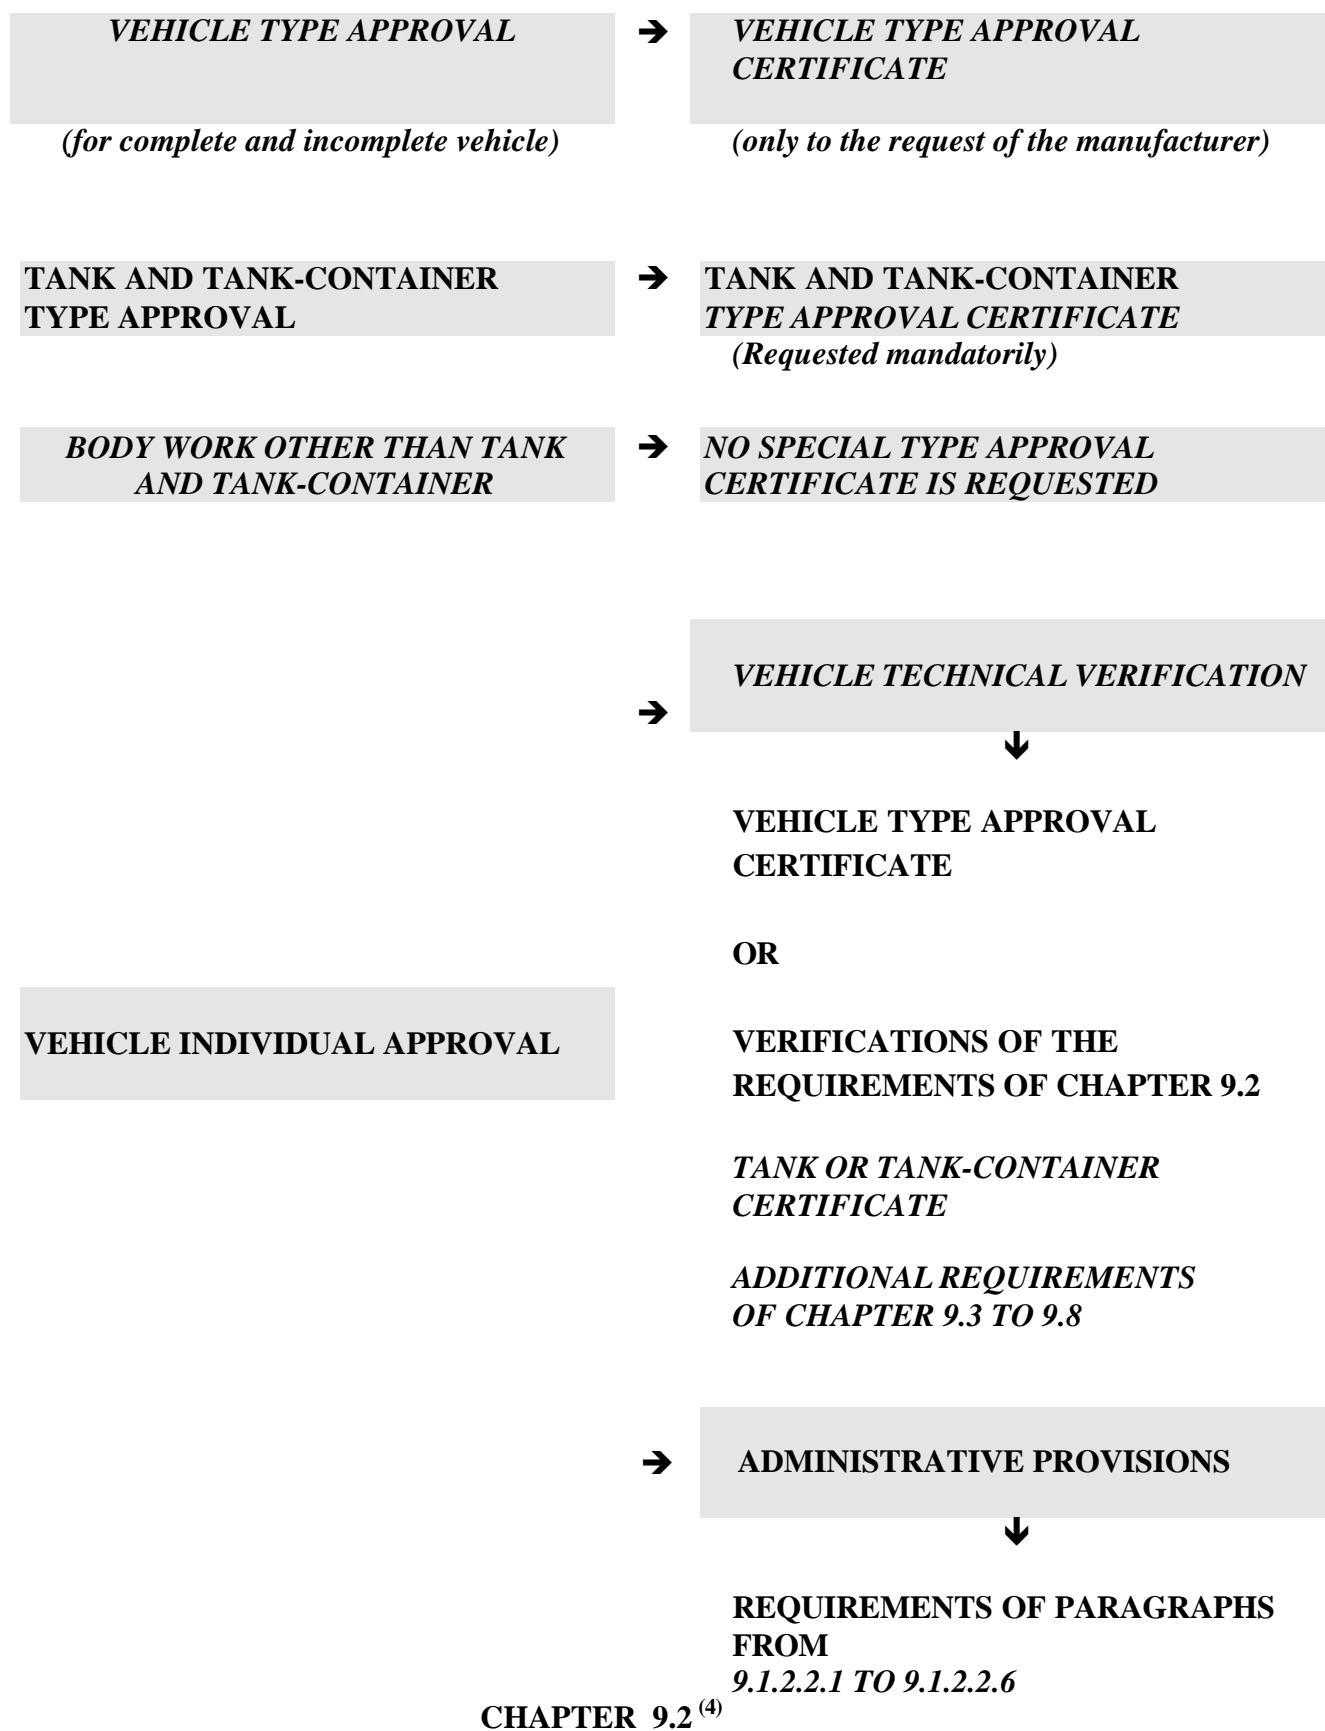 VEHICLE TYPE APPROVAL
➔
VEHICLE TYPE APPROVAL
CERTIFICATE
(for complete and incomplete vehicle)
(only to the request of the manufacturer)
TANK AND TANK-CONTAINER
TYPE APPROVAL
➔
TANK AND TANK-CONTAINER
TYPE APPROVAL CERTIFICATE
(Requested mandatorily)
BODY WORK OTHER THAN TANK
AND TANK-CONTAINER
➔
NO SPECIAL TYPE APPROVAL
CERTIFICATE IS REQUESTED
VEHICLE TECHNICAL VERIFICATION
➔
🡻
VEHICLE TYPE APPROVAL
CERTIFICATE
OR
VEHICLE INDIVIDUAL APPROVAL
VERIFICATIONS OF THE
REQUIREMENTS OF CHAPTER 9.2
TANK OR TANK-CONTAINER
CERTIFICATE
ADDITIONAL REQUIREMENTS
OF CHAPTER 9.3 TO 9.8
➔
ADMINISTRATIVE PROVISIONS
🡻
REQUIREMENTS OF PARAGRAPHS
FROM
9.1.2.2.1 TO 9.1.2.2.6
CHAPTER 9.2 (4)